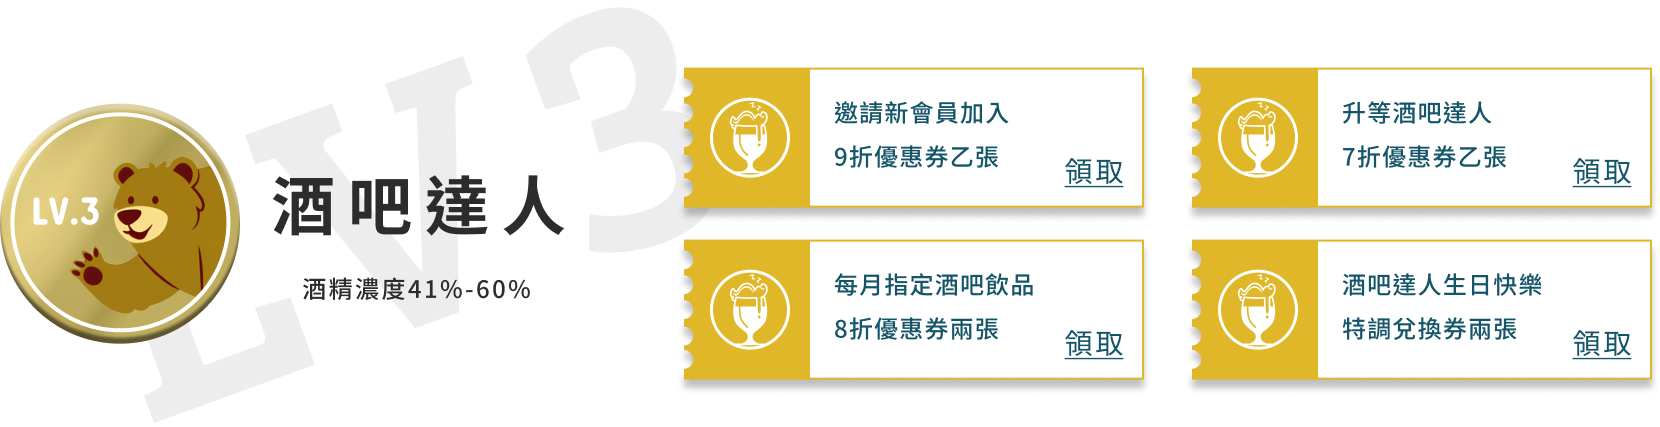 LV3
LV.3
酒吧達人
酒精濃度41%-60%
邀請新會員加入
9折優惠券乙張
領取
升等酒吧達人
7折優惠券乙張
領取
每月指定酒吧飲品
8折優惠券兩張
領取
酒吧達人生日快樂
特調兌換券兩張
領取